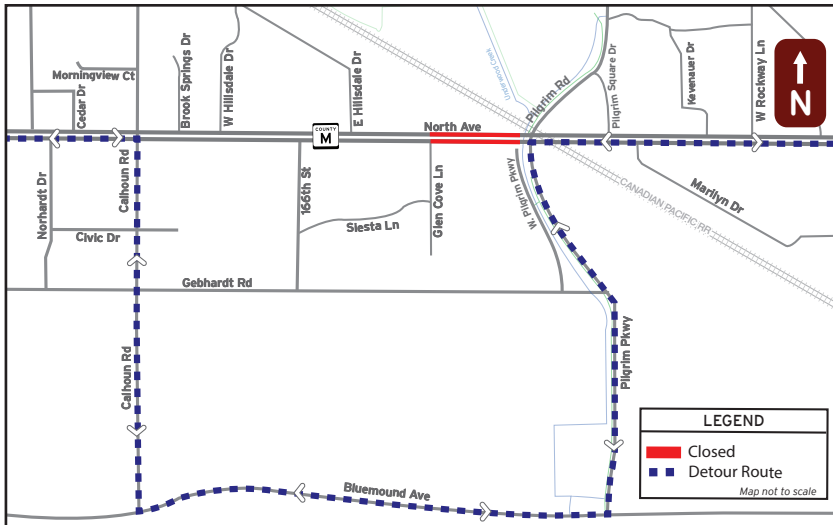 Morningview Ct
Cedar Dr
Brook Springs Dr
W Hillsdale Dr
E Hillsdale Dr
Underwood Creek
Pilgrim Rd
Pilgrim Square Dr
Kevenauer Dr
W Rockway Ln
N
COUNTY
M
North Ave
Norhardt Dr
Calhoun Rd
Civic Dr
166th St
Siesta Ln
Glen Cove Ln
W. Pilgrim Pkwy
CANADIAN PACIFIC RR
Marilyn Dr
Gebhardt Rd
Calhoun Rd
Pilgrim Pkwy
Bluemound Ave
LEGEND
Closed
Detour Route
Map not to scale